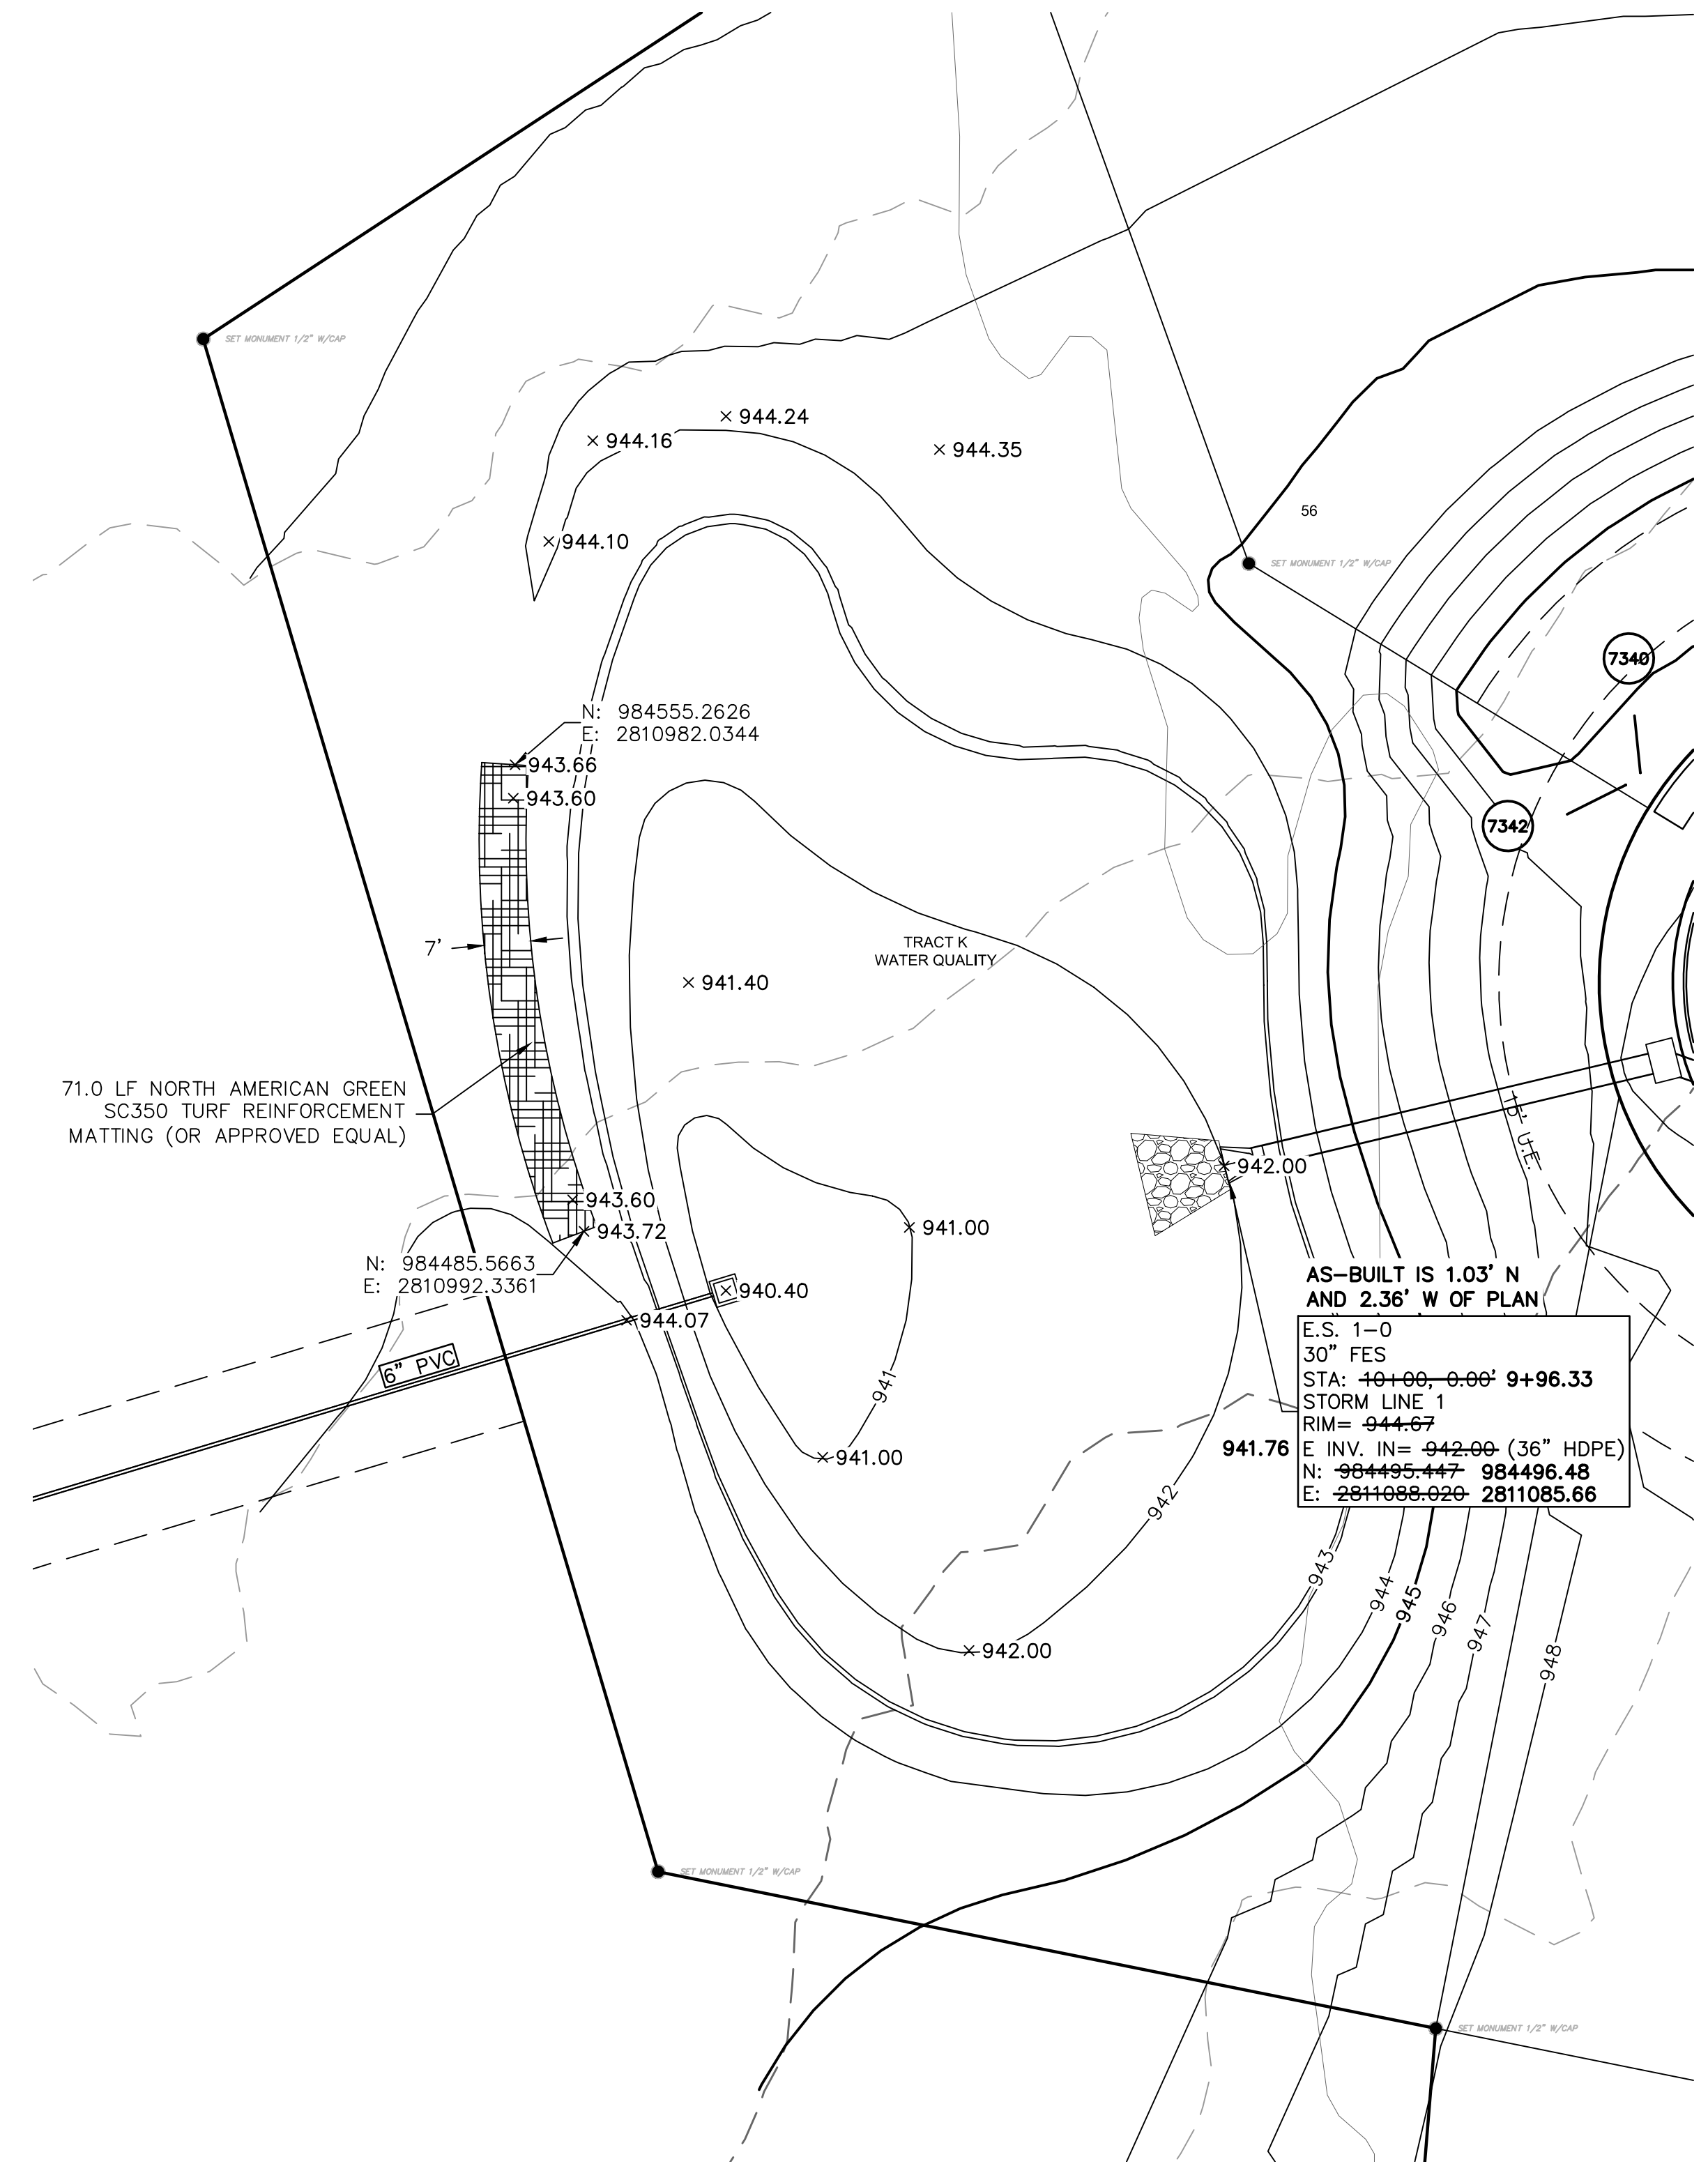 SET MONUMENT 1/2" W/CAP
× 944.24
× 944.16
× 944.35
56
× 944.10
SET MONUMENT 1/2" W/CAP
7340
N: 984555.2626
E: 2810982.0344
943.66
943.60
7342
7'
TRACT K
WATER QUALITY
× 941.40
71.0 LF NORTH AMERICAN GREEN
SC350 TURF REINFORCEMENT
MATTING (OR APPROVED EQUAL)
15' U.E.
942.00
943.60
943.72
941.00
N: 984485.5663
E: 2810992.3361
940.40
944.07
6" PVC
941
941.00
AS-BUILT IS 1.03' N
AND 2.36' W OF PLAN
E.S. 1-0
30" FES
STA: 10+00, 0.00' 9+96.33
STORM LINE 1
RIM= 944.67
941.76 E INV. IN= 942.00 (36" HDPE)
N: 984495.447 984496.48
E: 2811088.020 2811085.66
942
943
944
945
946
947
948
942.00
SET MONUMENT 1/2" W/CAP
SET MONUMENT 1/2" W/CAP